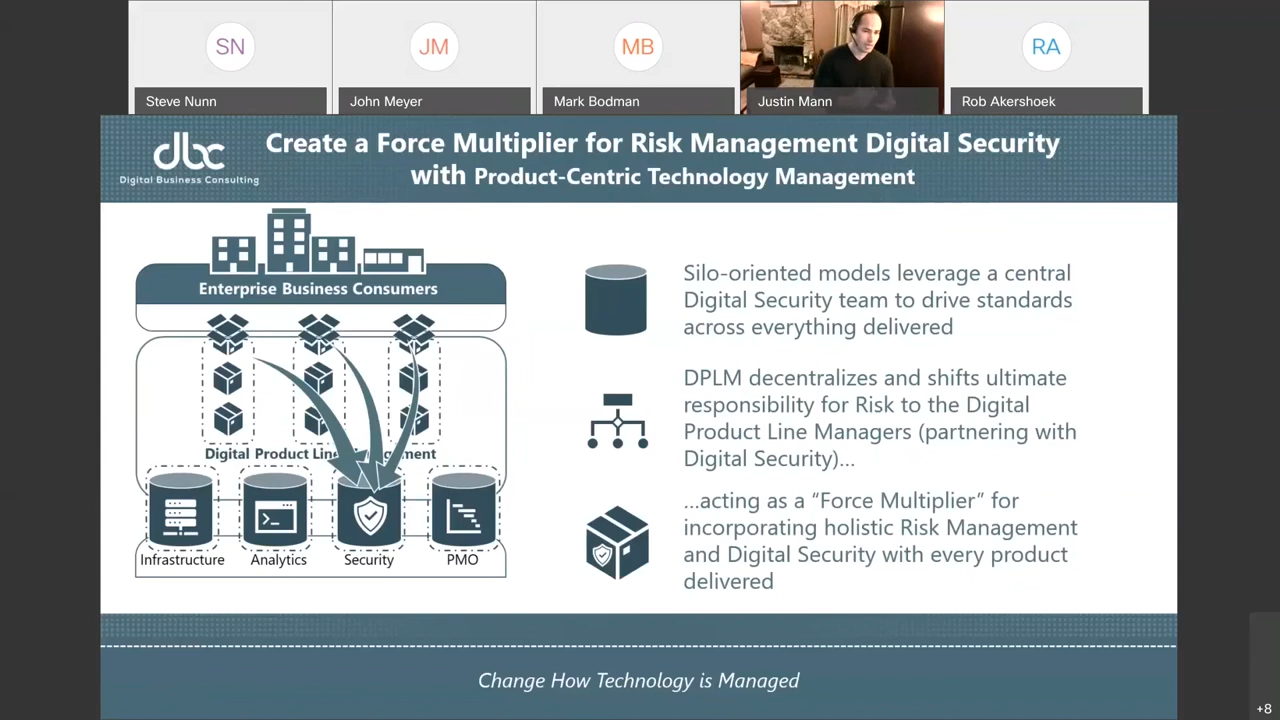 SN
JM
MB
RA
Steve Nunn
John Meyer
Mark Bodman
Justin Mann
Rob Akershoek
dbc
Digital Business Consulting
Create a Force Multiplier for Risk Management Digital Security
with Product-Centric Technology Management
Enterprise Business Consumers
Digital Product Line
Infrastructure
Analytics
Security
PMO
Silo-oriented models leverage a central
Digital Security team to drive standards
across everything delivered
DPLM decentralizes and shifts ultimate
responsibility for Risk to the Digital
Product Line Managers (partnering with
Digital Security)...
...acting as a “Force Multiplier” for
incorporating holistic Risk Management
and Digital Security with every product
delivered
Change How Technology is Managed
+8